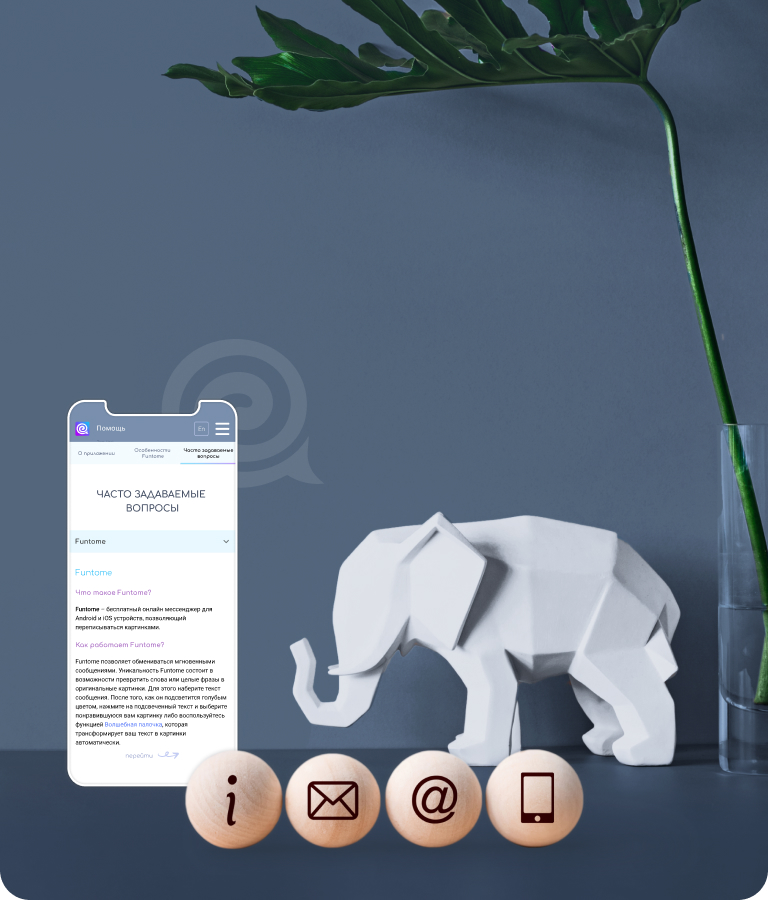 Помощь
En
О приложении
Особенности
Funtome
Часто задаваемые
вопросы
ЧАСТО ЗАДАВАЕМЫЕ
ВОПРОСЫ
Funtome
Funtome
Что такое Funtome?
Funtome – бесплатный онлайн мессенджер для
Android и iOS устройств, позволяющий
переписываться картинками.
Как работает Funtome?
Funtome позволяет обмениваться мгновенными
сообщениями. Уникальность Funtome состоит в
возможности превратить слова или целые фразы в
оригинальные картинки. Для этого наберите текст
сообщения. После того, как он подсветится голубым
цветом, нажмите на подсвеченный текст и выберите
понравившуюся вам картинку либо воспользуйтесь
функцией Волшебная палочка, которая
трансформирует ваш текст в картинки
автоматически.
перейти
i
@